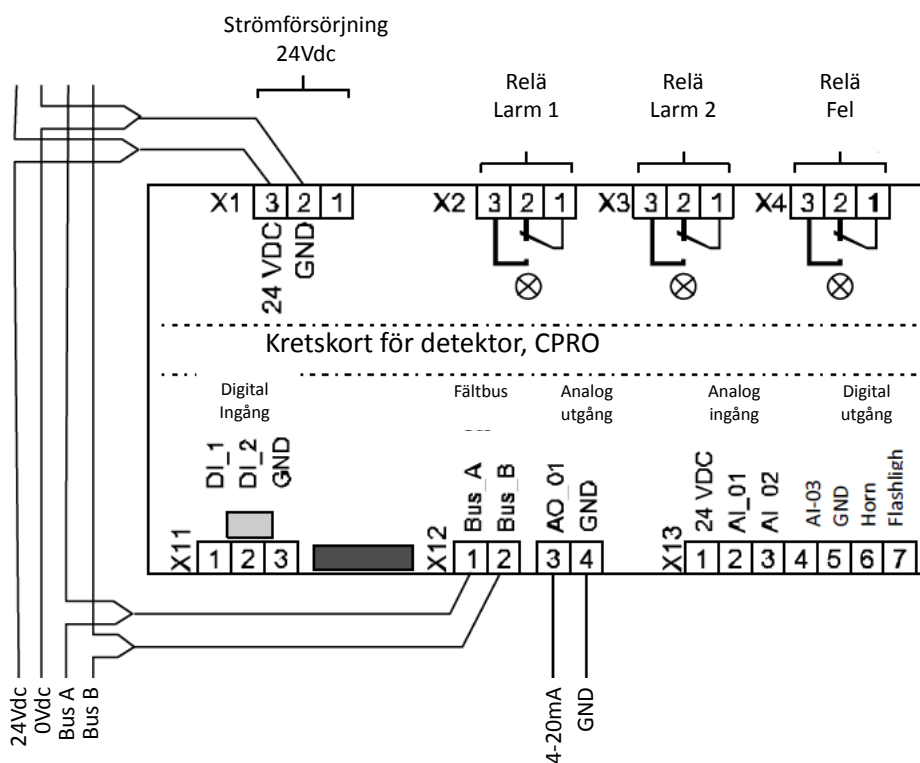 Strömförsörjning
24Vdc
Relä
Larm 1
Relä
Larm 2
Relä
Fel
X1 3 2 1
X2 3 2 1
X3 3 2 1
X4 3 2 1
24 VDC
GND
Kretskort för detektor, CPRO
Digital
Ingång
Fältbus
Analog
utgång
Analog
ingång
Digital
utgång
DI_1
DI_2
GND
Bus_A
Bus_B
AO_01
GND
24 VDC
AI_01
AI_02
AI-03
GND
Horn
Flashligh
X11 1 2 3
X12 1 2 3 4
X13 1 2 3 4 5 6 7
24Vdc
0Vdc
Bus A
Bus B
4-20mA
GND